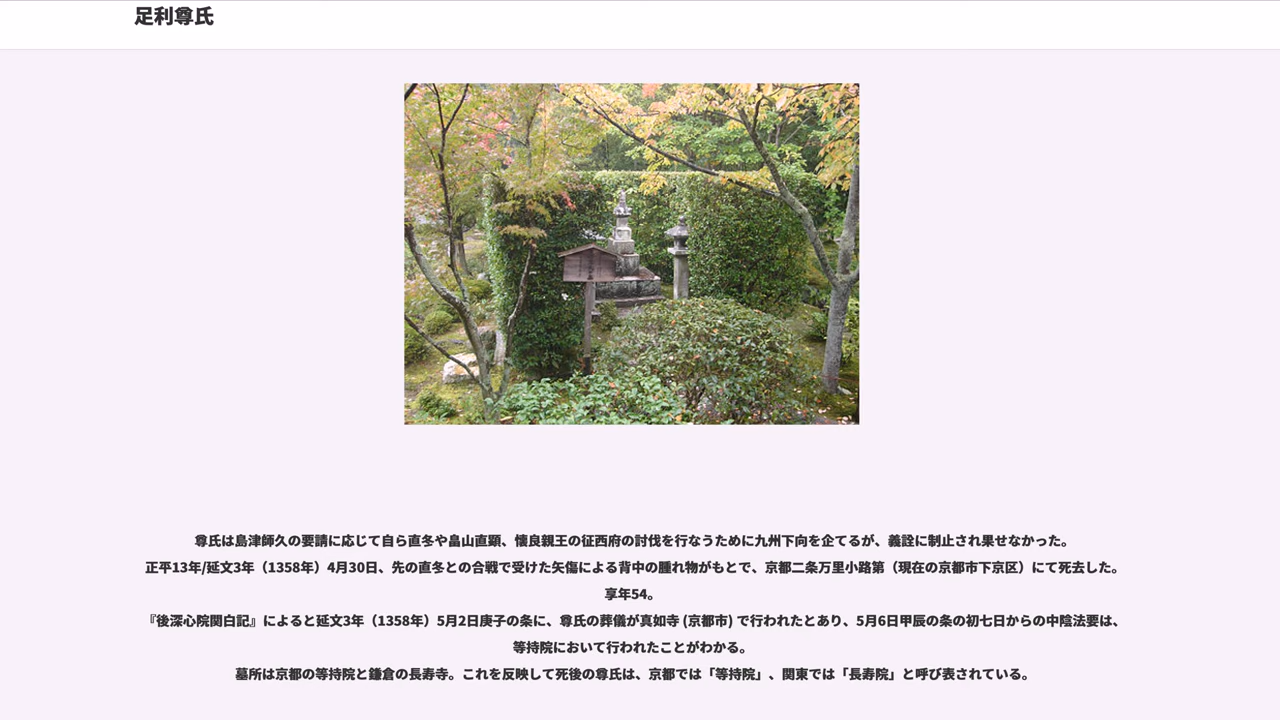 足利尊氏
尊氏は島津師久の要請に応じて自ら直冬や畠山直顕、懐良親王の征西府の討伐を行なうために九州下向を企てるが、義詮に制止され果せなかった。
正平13年/延文3年（1358年）4月30日、先の直冬との合戦で受けた矢傷による背中の腫れ物がもとで、京都二条万里小路第（現在の京都市下京区）にて死去した。
享年54。
『後深心院関白記』によると延文3年（1358年）5月2日庚子の条に、尊氏の葬儀が真如寺 (京都市) で行われたとあり、5月6日甲辰の条の初七日からの中陰法要は、
等持院において行われたことがわかる。
墓所は京都の等持院と鎌倉の長寿寺。これを反映して死後の尊氏は、京都では「等持院」、関東では「長寿院」と呼び表されている。